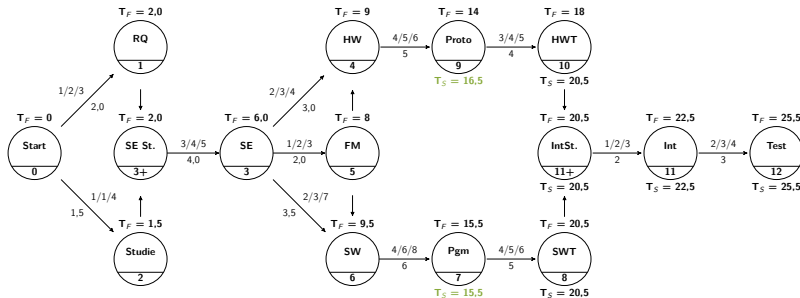 T_F = 2,0
T_F = 9
T_F = 14
T_F = 18
RQ
1
HW
4
4/5/6
5
Proto
9
3/4/5
4
HWT
10
T_S = 16,5
T_S = 20,5
1/2/3
2,0
2/3/4
3,0
T_F = 0
T_F = 2,0
T_F = 6,0
T_F = 8
T_F = 20,5
T_F = 22,5
T_F = 25,5
Start
0
SE St.
3+
3/4/5
4,0
SE
3
1/2/3
2,0
FM
5
IntSt.
11+
1/2/3
2
Int
11
2/3/4
3
Test
12
T_S = 20,5
T_S = 22,5
T_S = 25,5
1/1/4
1,5
2/3/7
3,5
T_F = 1,5
T_F = 9,5
T_F = 15,5
T_F = 20,5
Studie
2
SW
6
4/6/8
6
Pgm
7
4/5/6
5
SWT
8
T_S = 15,5
T_S = 20,5